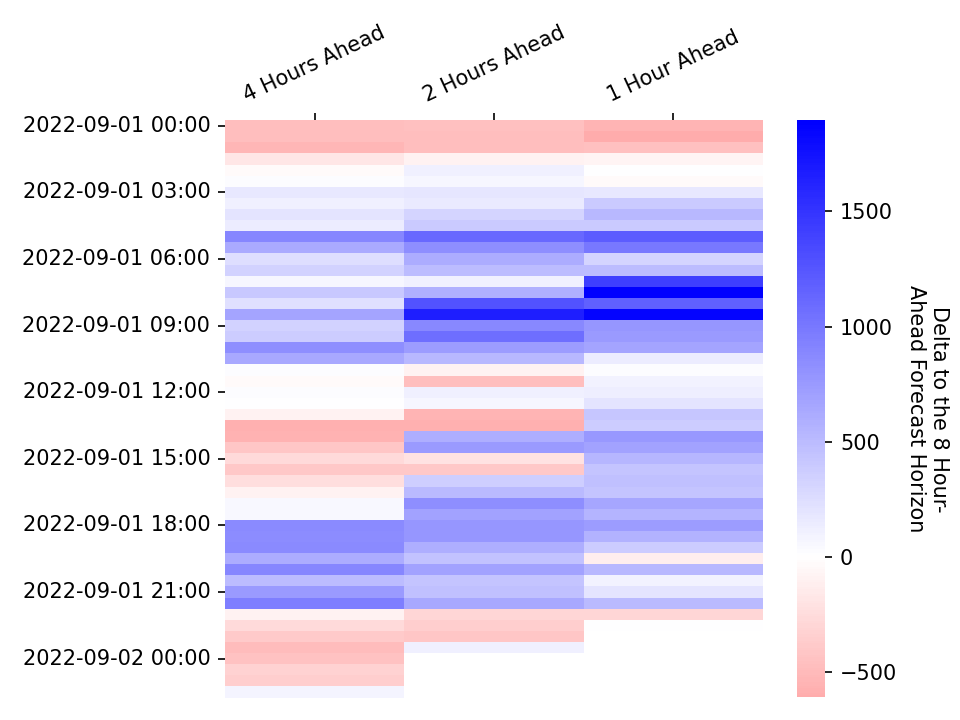 4 Hours Ahead
2 Hours Ahead
1 Hour Ahead
2022-09-01 00:00
2022-09-01 03:00
2022-09-01 06:00
2022-09-01 09:00
2022-09-01 12:00
2022-09-01 15:00
2022-09-01 18:00
2022-09-01 21:00
2022-09-02 00:00
1500
1000
500
0
−500
Delta to the 8 Hour-
Ahead Forecast Horizon